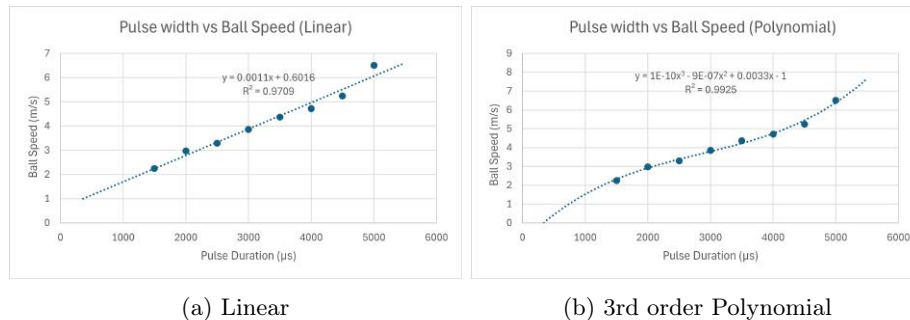 Pulse width vs Ball Speed (Linear)
7
6
5
4
3
2
1
0
Ball Speed (m/s)
y = 0.0011x + 0.6016
R² = 0.9709
0 1000 2000 3000 4000 5000 6000
Pulse Duration (µs)
Pulse width vs Ball Speed (Polynomial)
9
8
7
6
5
4
3
2
1
0
Ball Speed (m/s)
y = 1E-10x³ - 9E-07x² + 0.0033x - 1
R² = 0.9925
0 1000 2000 3000 4000 5000 6000
Pulse Duration (µs)
(a) Linear
(b) 3rd order Polynomial